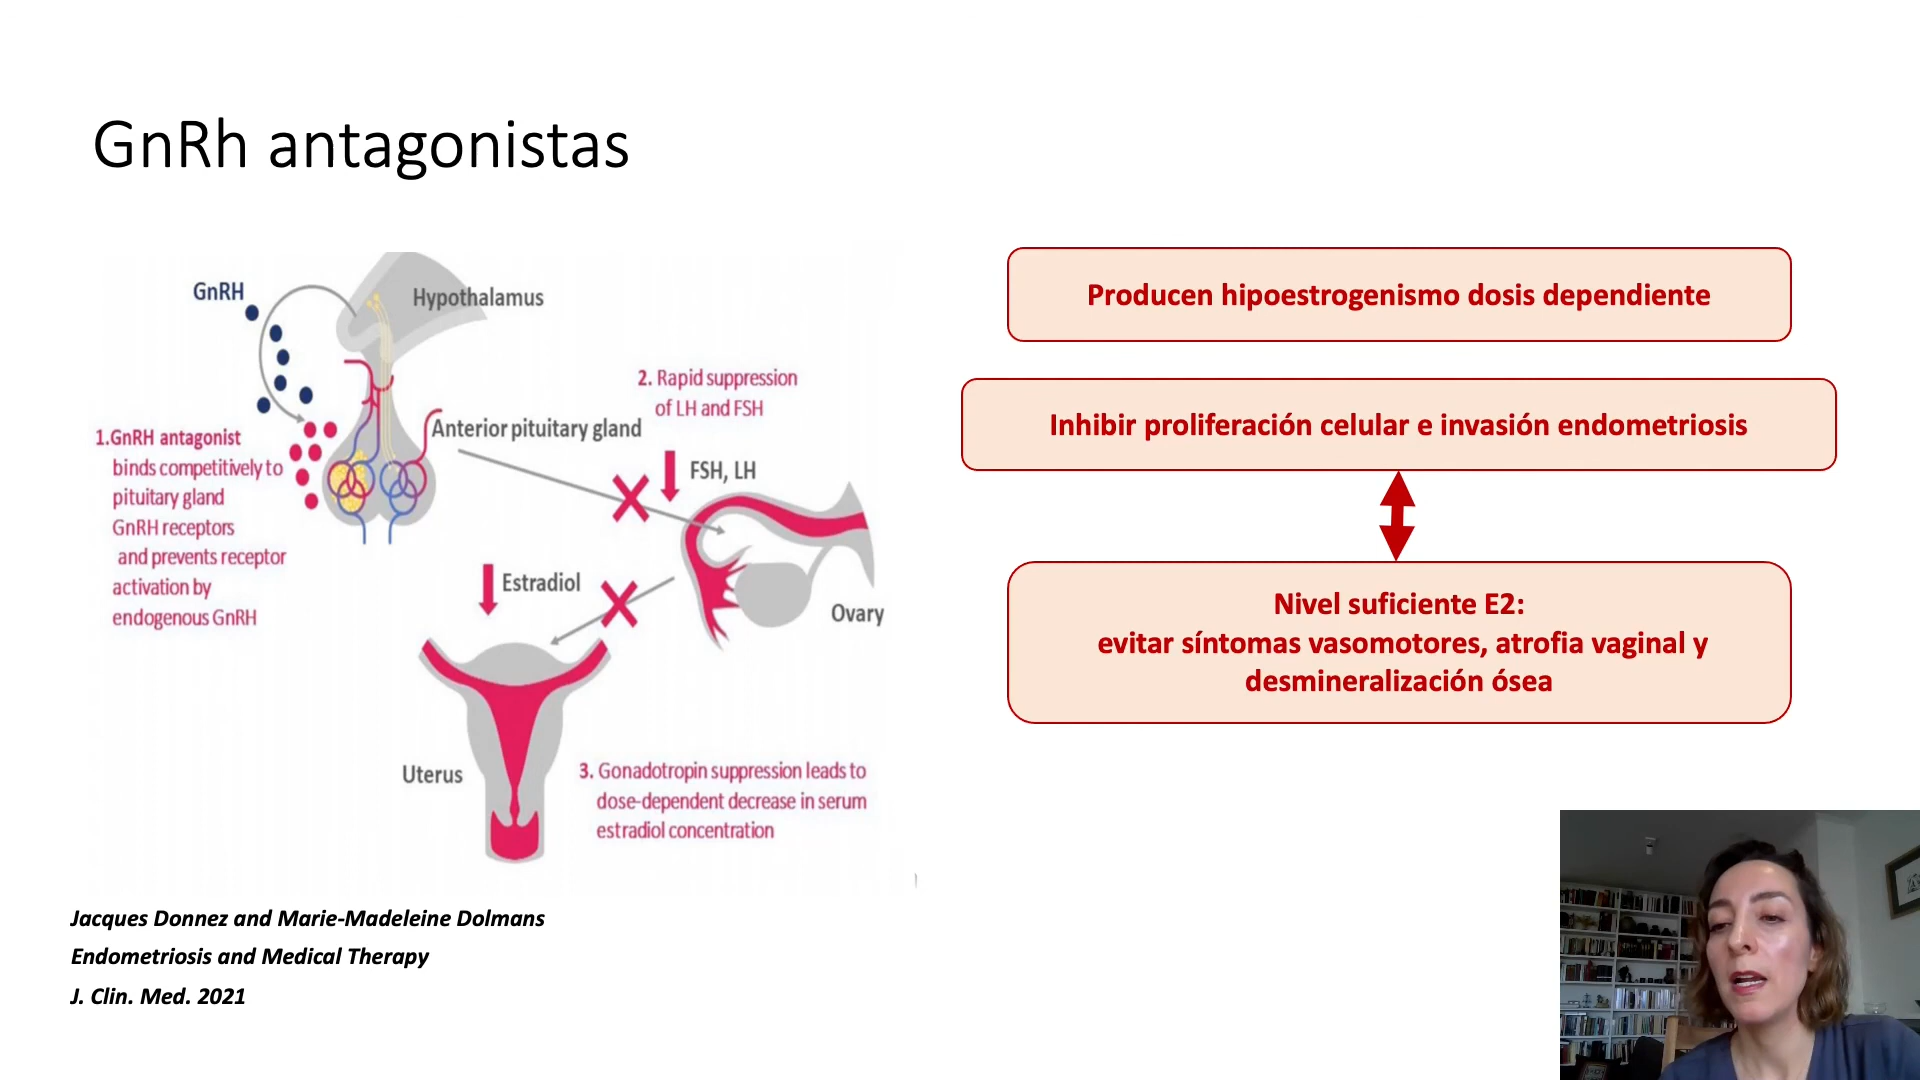 GnRh antagonistas
GnRH
Hypothalamus
2. Rapid suppression
of LH and FSH
Anterior pituitary gland
1.GnRH antagonist
binds competitively to
pituitary gland
GnRH receptors
and prevents receptor
activation by
endogenous GnRH
FSH, LH
Estradiol
Ovary
Uterus
3. Gonadotropin suppression leads to
dose-dependent decrease in serum
estradiol concentration
Producen hipoestrogenismo dosis dependiente
Inhibir proliferación celular e invasión endometriosis
Nivel suficiente E2:
evitar síntomas vasomotores, atrofia vaginal y
desmineralización ósea
Jacques Donnez and Marie-Madeleine Dolmans
Endometriosis and Medical Therapy
J. Clin. Med. 2021